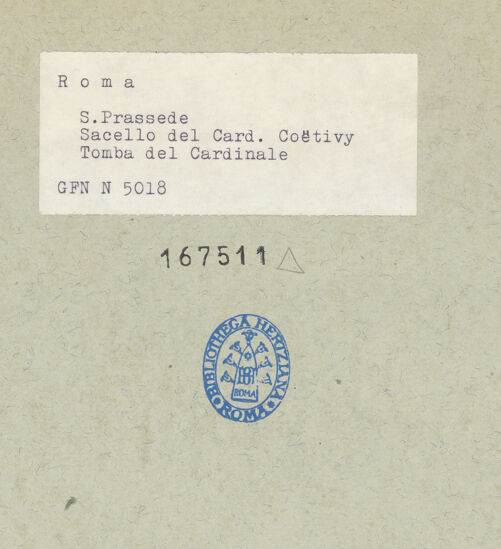 R o m a
S.Prassede
Sacello del Card. Coëtivy
Tomba del Cardinale
GFN N 5018
167511
BIBLIOTHECA HERTZIANA
ROMA
ROMA